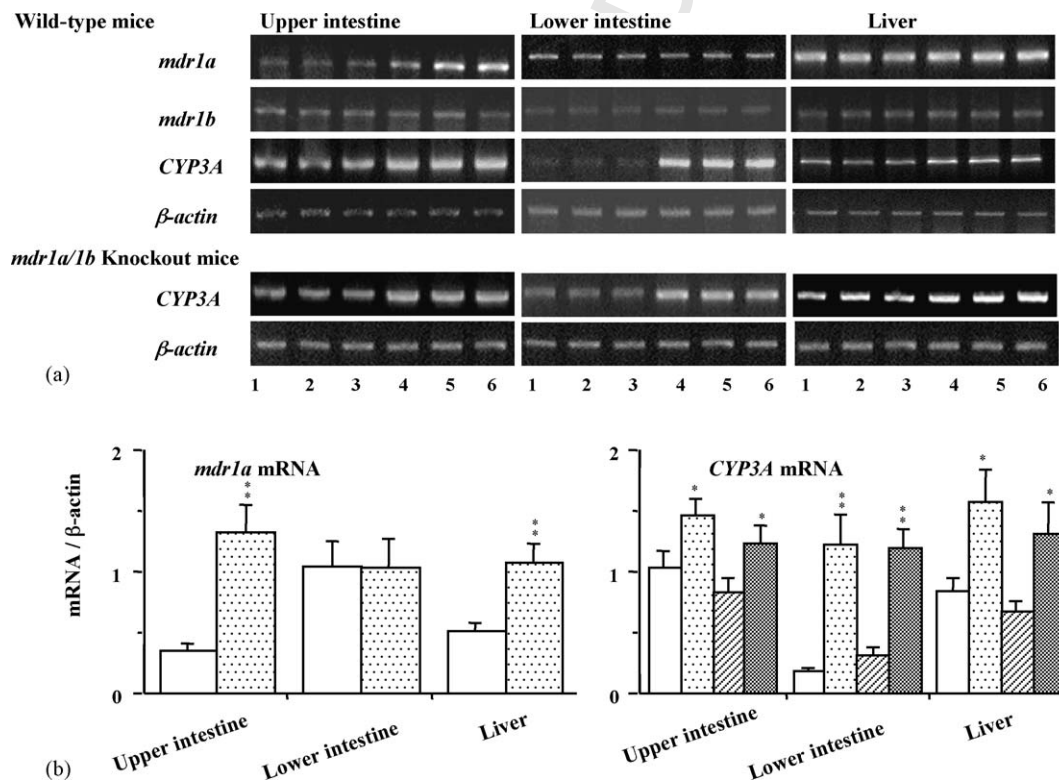 Wild-type mice Upper intestine Lower intestine Liver
mdr1a
mdr1b
CYP3A
β-actin
mdr1a/1b Knockout mice
CYP3A
β-actin
(a)
1 2 3 4 5 6 1 2 3 4 5 6 1 2 3 4 5 6
mRNA / β-actin
2
1
0
mdr1a mRNA
* *
* *
Upper intestine
Lower intestine
Liver
2
1
0
CYP3A mRNA
*
*
* *
* *
*
*
Upper intestine
Lower intestine
Liver
(b)